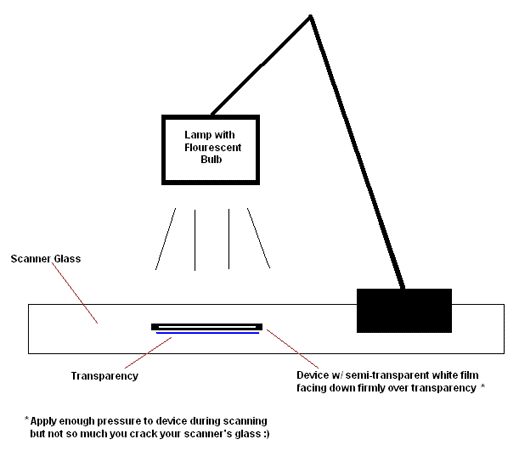 Lamp with
Flourescent
Bulb
Scanner Glass
Transparency
Device w/ semi-transparent white film
facing down firmly over transparency *
* Apply enough pressure to device during scanning
but not so much you crack your scanner's glass :)